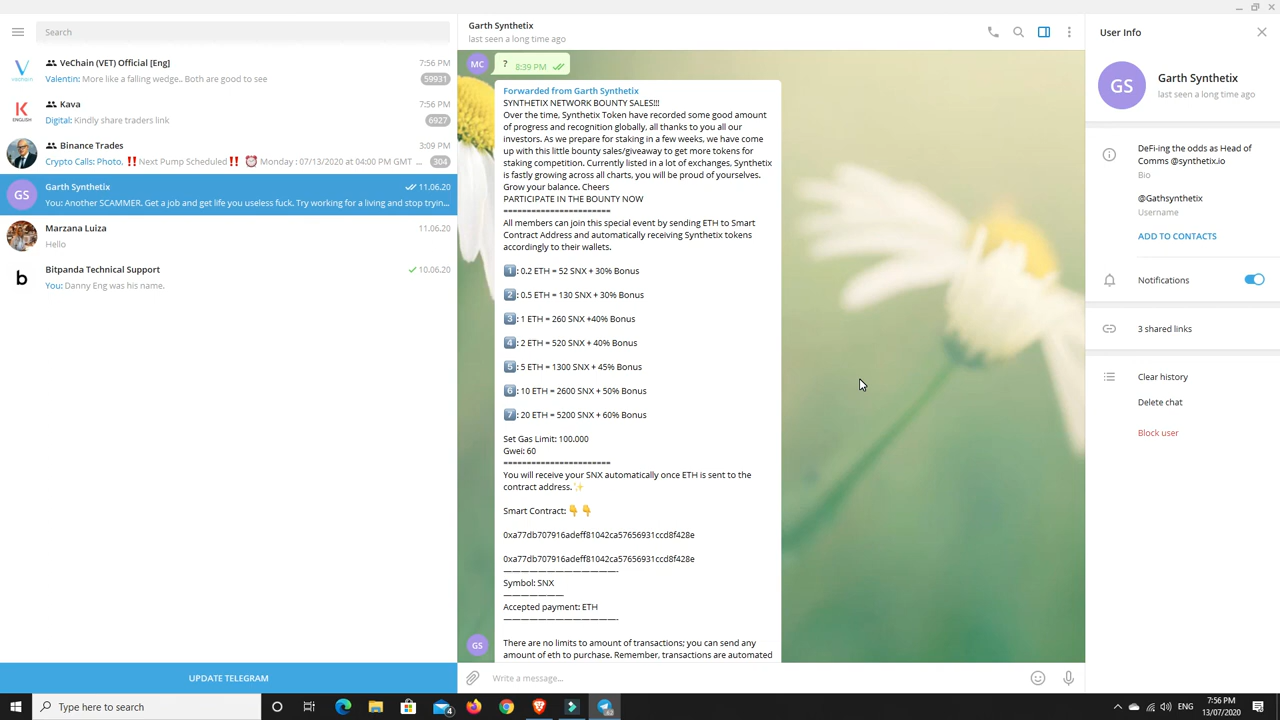 Search
VeChain (VET) Official [Eng]
7:56 PM
Valentin: More like a falling wedge.. Both are good to see
59931
vechain
Kava
7:56 PM
Digital: Kindly share traders link
6927
K
ENGLISH
Binance Trades
3:09 PM
Crypto Calls: Photo, ‼️Next Pump Scheduled‼️ ⏰ Monday : 07/13/2020 at 04:00 PM GMT ...
304
GS
Garth Synthetix
11.06.20
You: Another SCAMMER. Get a job and get life you useless fuck. Try working for a living and stop tryin...
Marzana Luiza
11.06.20
Hello
b
Bitpanda Technical Support
10.06.20
You: Danny Eng was his name.
UPDATE TELEGRAM
Garth Synthetix
last seen a long time ago
MC
?
8:39 PM
Forwarded from Garth Synthetix
SYNTHETIX NETWORK BOUNTY SALES!!!
Over the time, Synthetix Token have recorded some good amount
of progress and recognition globally, all thanks to you all our
investors. As we prepare for staking in a few weeks, we have come
up with this little bounty sales/giveaway to get more tokens for
staking competition. Currently listed in a lot of exchanges, Synthetix
is fastly growing across all charts, you will be proud of yourselves.
Grow your balance. Cheers
PARTICIPATE IN THE BOUNTY NOW
=======================
All members can join this special event by sending ETH to Smart
Contract Address and automatically receiving Synthetix tokens
accordingly to their wallets.
1️⃣: 0.2 ETH = 52 SNX + 30% Bonus
2️⃣: 0.5 ETH = 130 SNX + 30% Bonus
3️⃣: 1 ETH = 260 SNX +40% Bonus
4️⃣: 2 ETH = 520 SNX + 40% Bonus
5️⃣: 5 ETH = 1300 SNX + 45% Bonus
6️⃣: 10 ETH = 2600 SNX + 50% Bonus
7️⃣: 20 ETH = 5200 SNX + 60% Bonus
Set Gas Limit: 100.000
Gwei: 60
=======================
You will receive your SNX automatically once ETH is sent to the
contract address.✨
Smart Contract: 👇 👇
0xa77db707916adeff81042ca57656931ccd8f428e
0xa77db707916adeff81042ca57656931ccd8f428e
—————————————-
Symbol: SNX
———————
Accepted payment: ETH
—————————————-
There are no limits to amount of transactions; you can send any
amount of eth to purchase. Remember, transactions are automated
GS
Write a message...
User Info
GS
Garth Synthetix
last seen a long time ago
DeFi-ing the odds as Head of
Comms @synthetix.io
Bio
@Gathsynthetix
Username
ADD TO CONTACTS
Notifications
3 shared links
Clear history
Delete chat
Block user
Type here to search
4
ENG
7:56 PM
13/07/2020